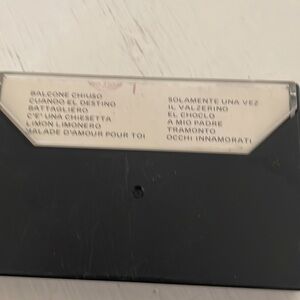 BALCONE CHIUSO
CUANDO EL DESTINO
BATTAGLIERO
C'E' UNA CHIESETTA
LIMON LIMONERO
BALADE D'AMOUR POUR TOI
SOLAMENTE UNA VEZ
IL VALZERINO
EL CHOCLO
A MIO PADRE
TRAMONTO
OCCHI INNAMORATI